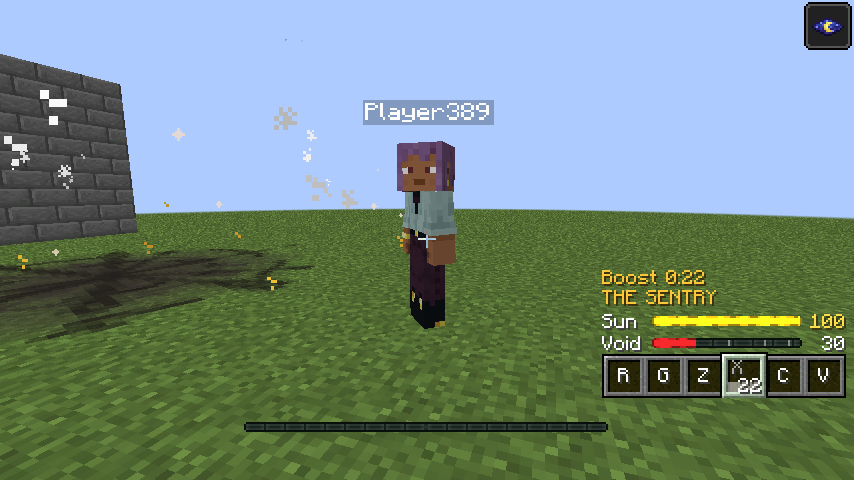 Player389
Boost 0:22
THE SENTRY
Sun 100
Void 30
R G Z X 22 C V